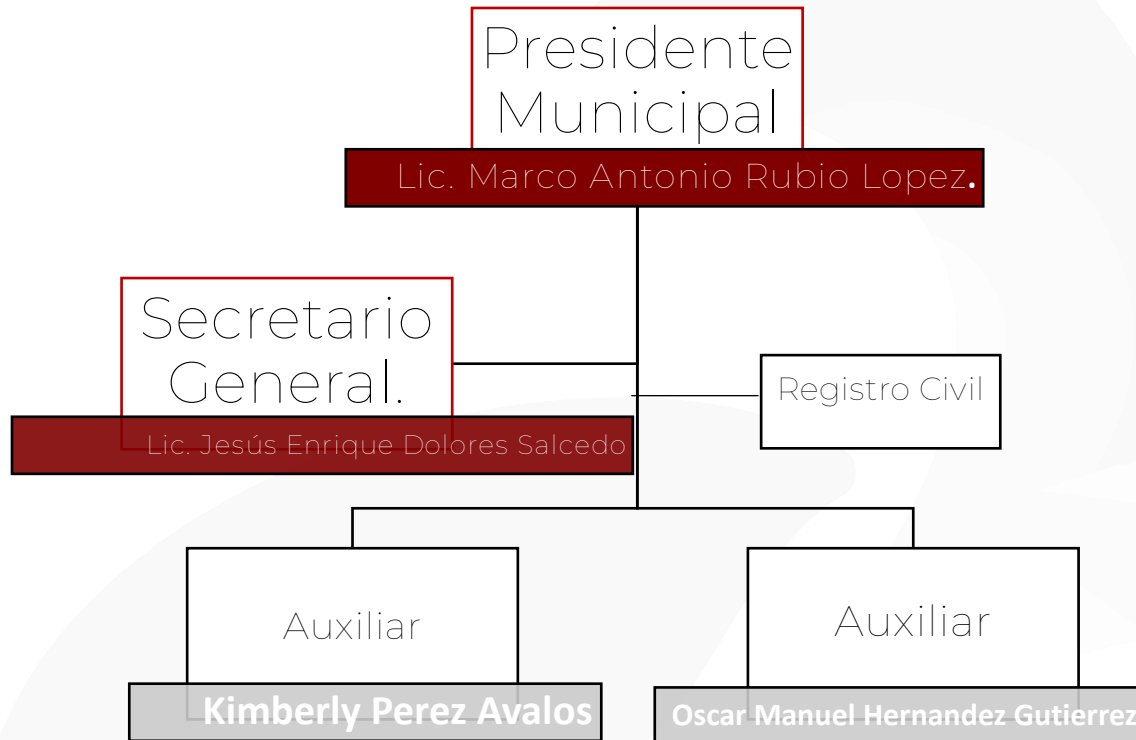 Presidente
Municipal
Lic. Marco Antonio Rubio Lopez.
Secretario
General.
Lic. Jesús Enrique Dolores Salcedo
Registro Civil
Auxiliar
Kimberly Perez Avalos
Auxiliar
Oscar Manuel Hernandez Gutierrez